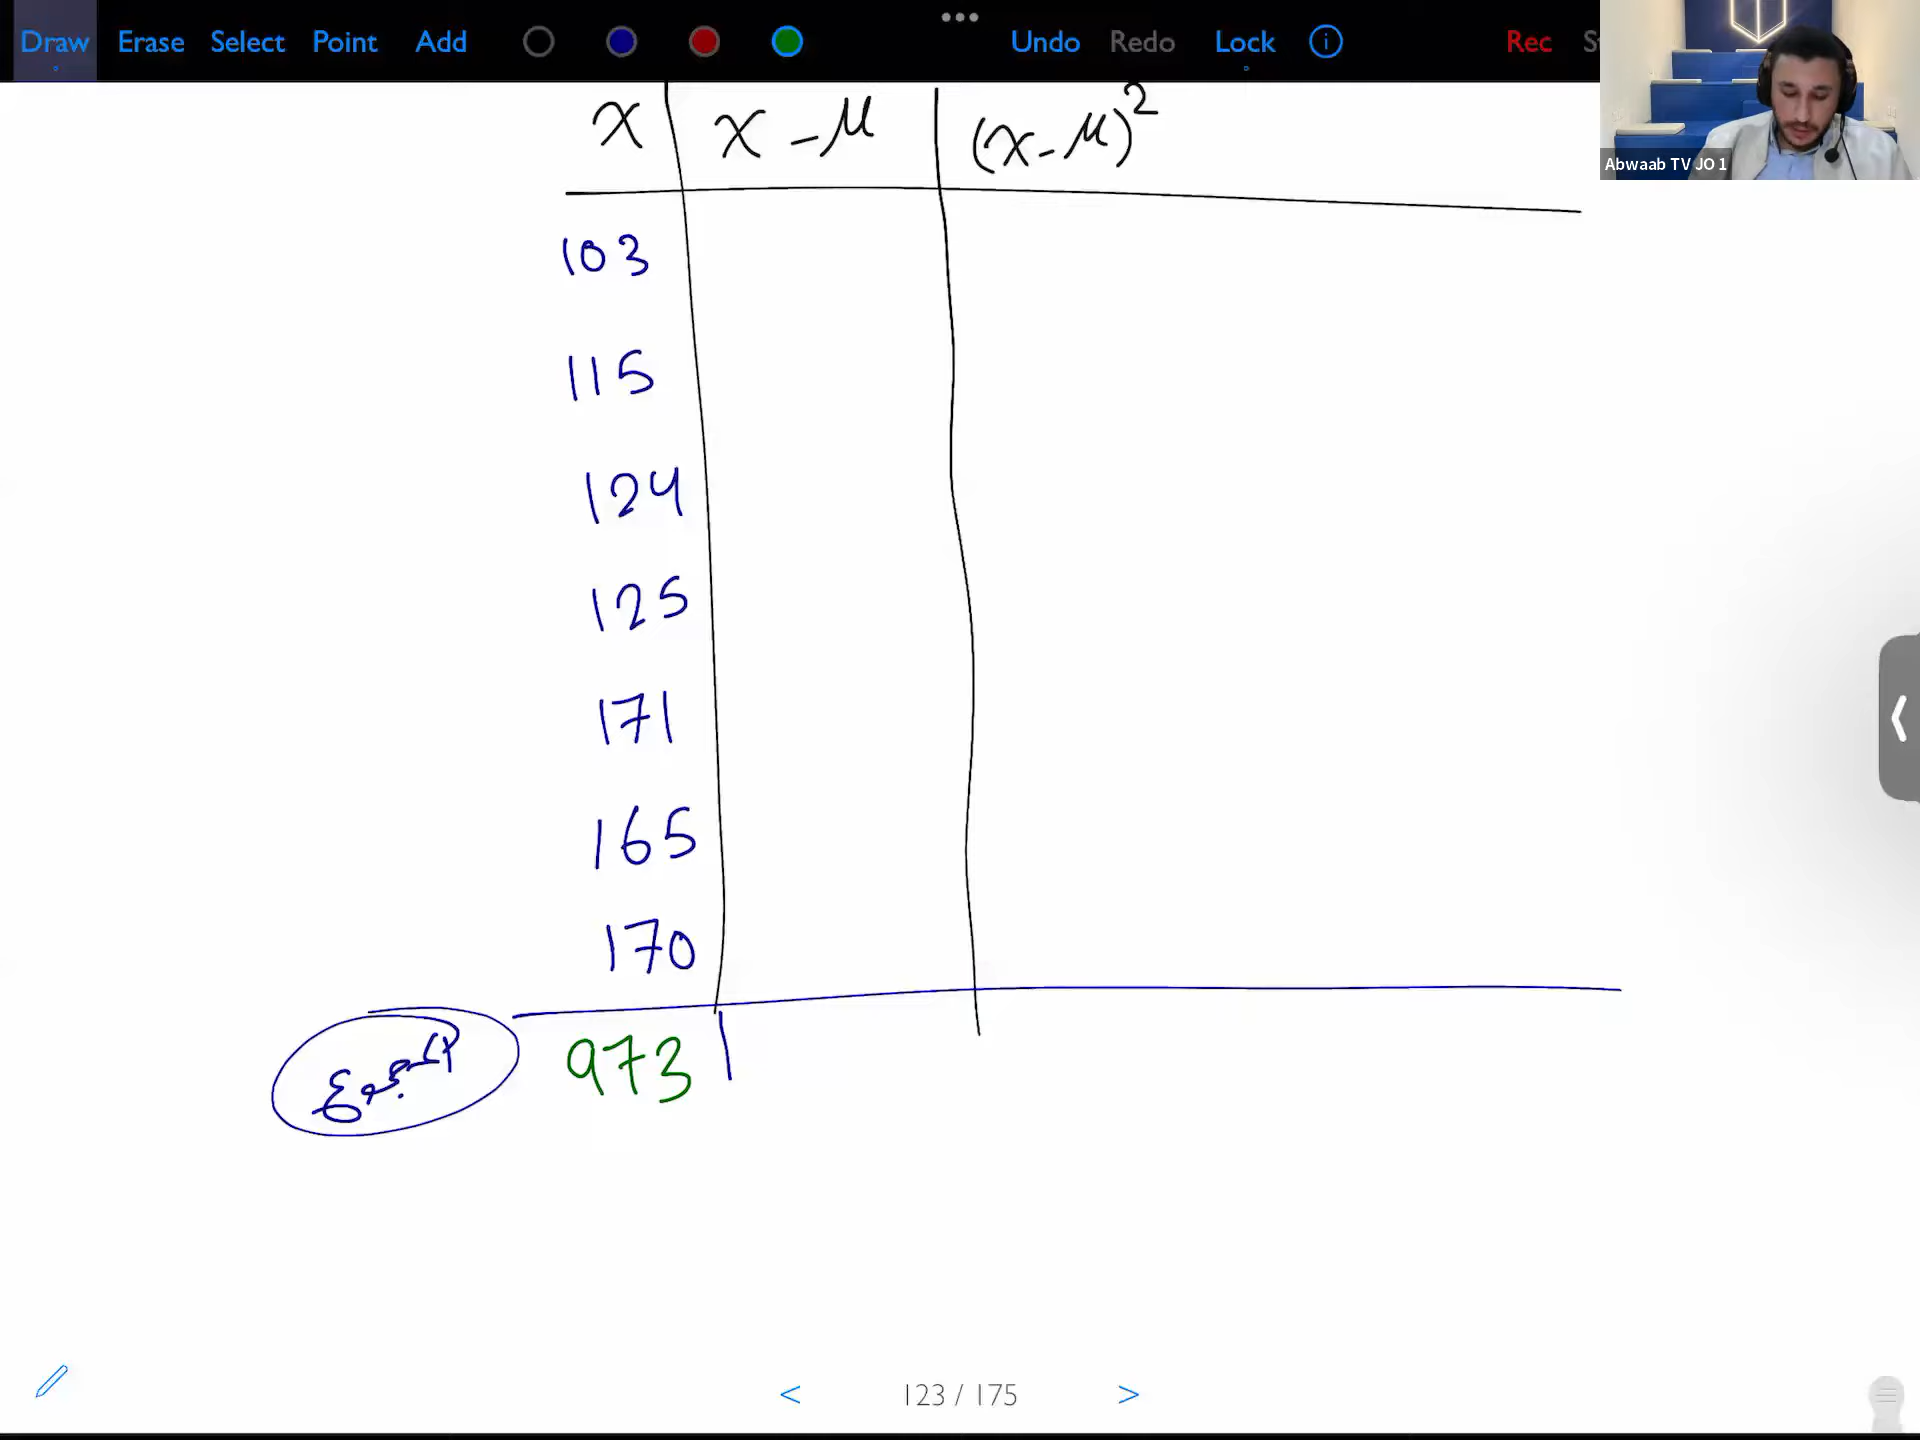 Draw Erase Select Point Add Undo Redo Lock Rec
Abwaab TV JO 1
x | x - μ | (x - μ)²
103
115
124
125
171
165
170
المجموع 973
< 123 / 175 >